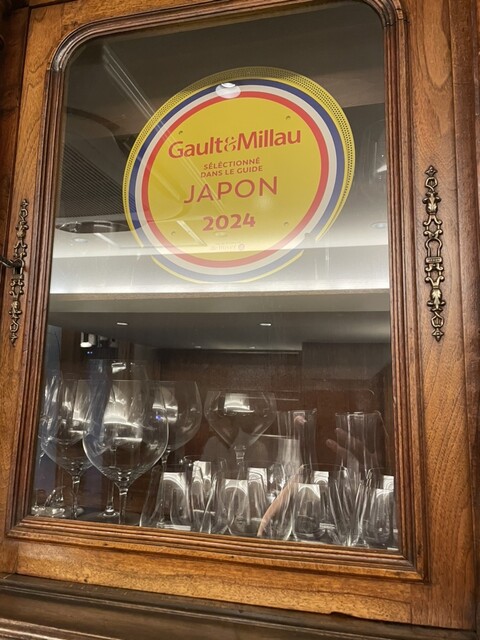 Gault&Millau
SÉLECTIONNÉ
DANS LE GUIDE
JAPON
2024